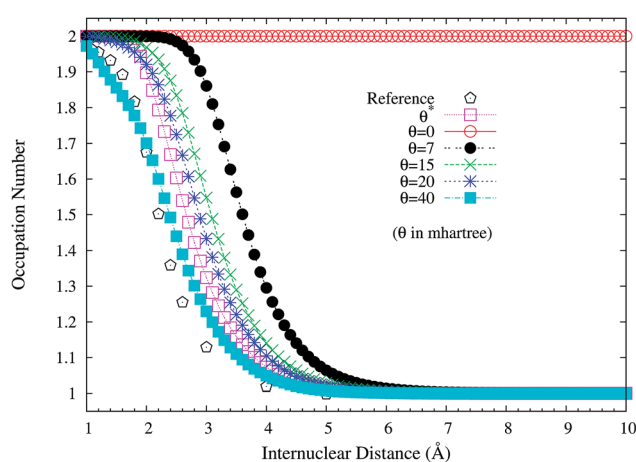 2
1.9
1.8
1.7
1.6
1.5
1.4
1.3
1.2
1.1
1
Occupation Number
Reference
θ*
θ=0
θ=7
θ=15
θ=20
θ=40
(θ in mhartree)
1 2 3 4 5 6 7 8 9 10
Internuclear Distance (Å)